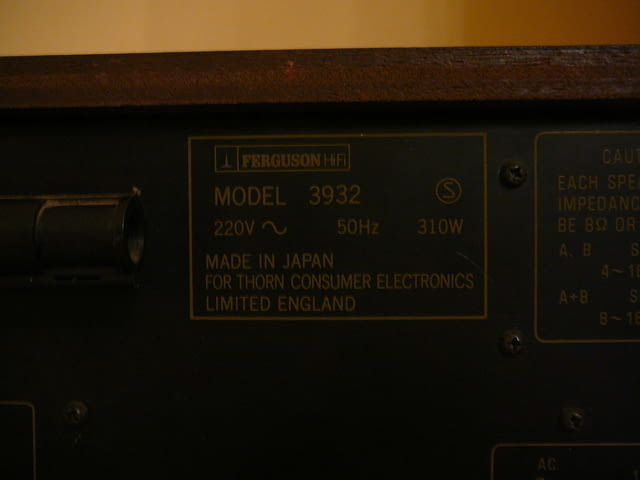 FERGUSON HiFi
MODEL 3932 S
220V ~ 50Hz 310W
MADE IN JAPAN
FOR THORN CONSUMER ELECTRONICS
LIMITED ENGLAND
CAUT
EACH SPE
IMPEDANC
BE 8Ω OR
A, B S
4~1
A+B S
8~16
AC